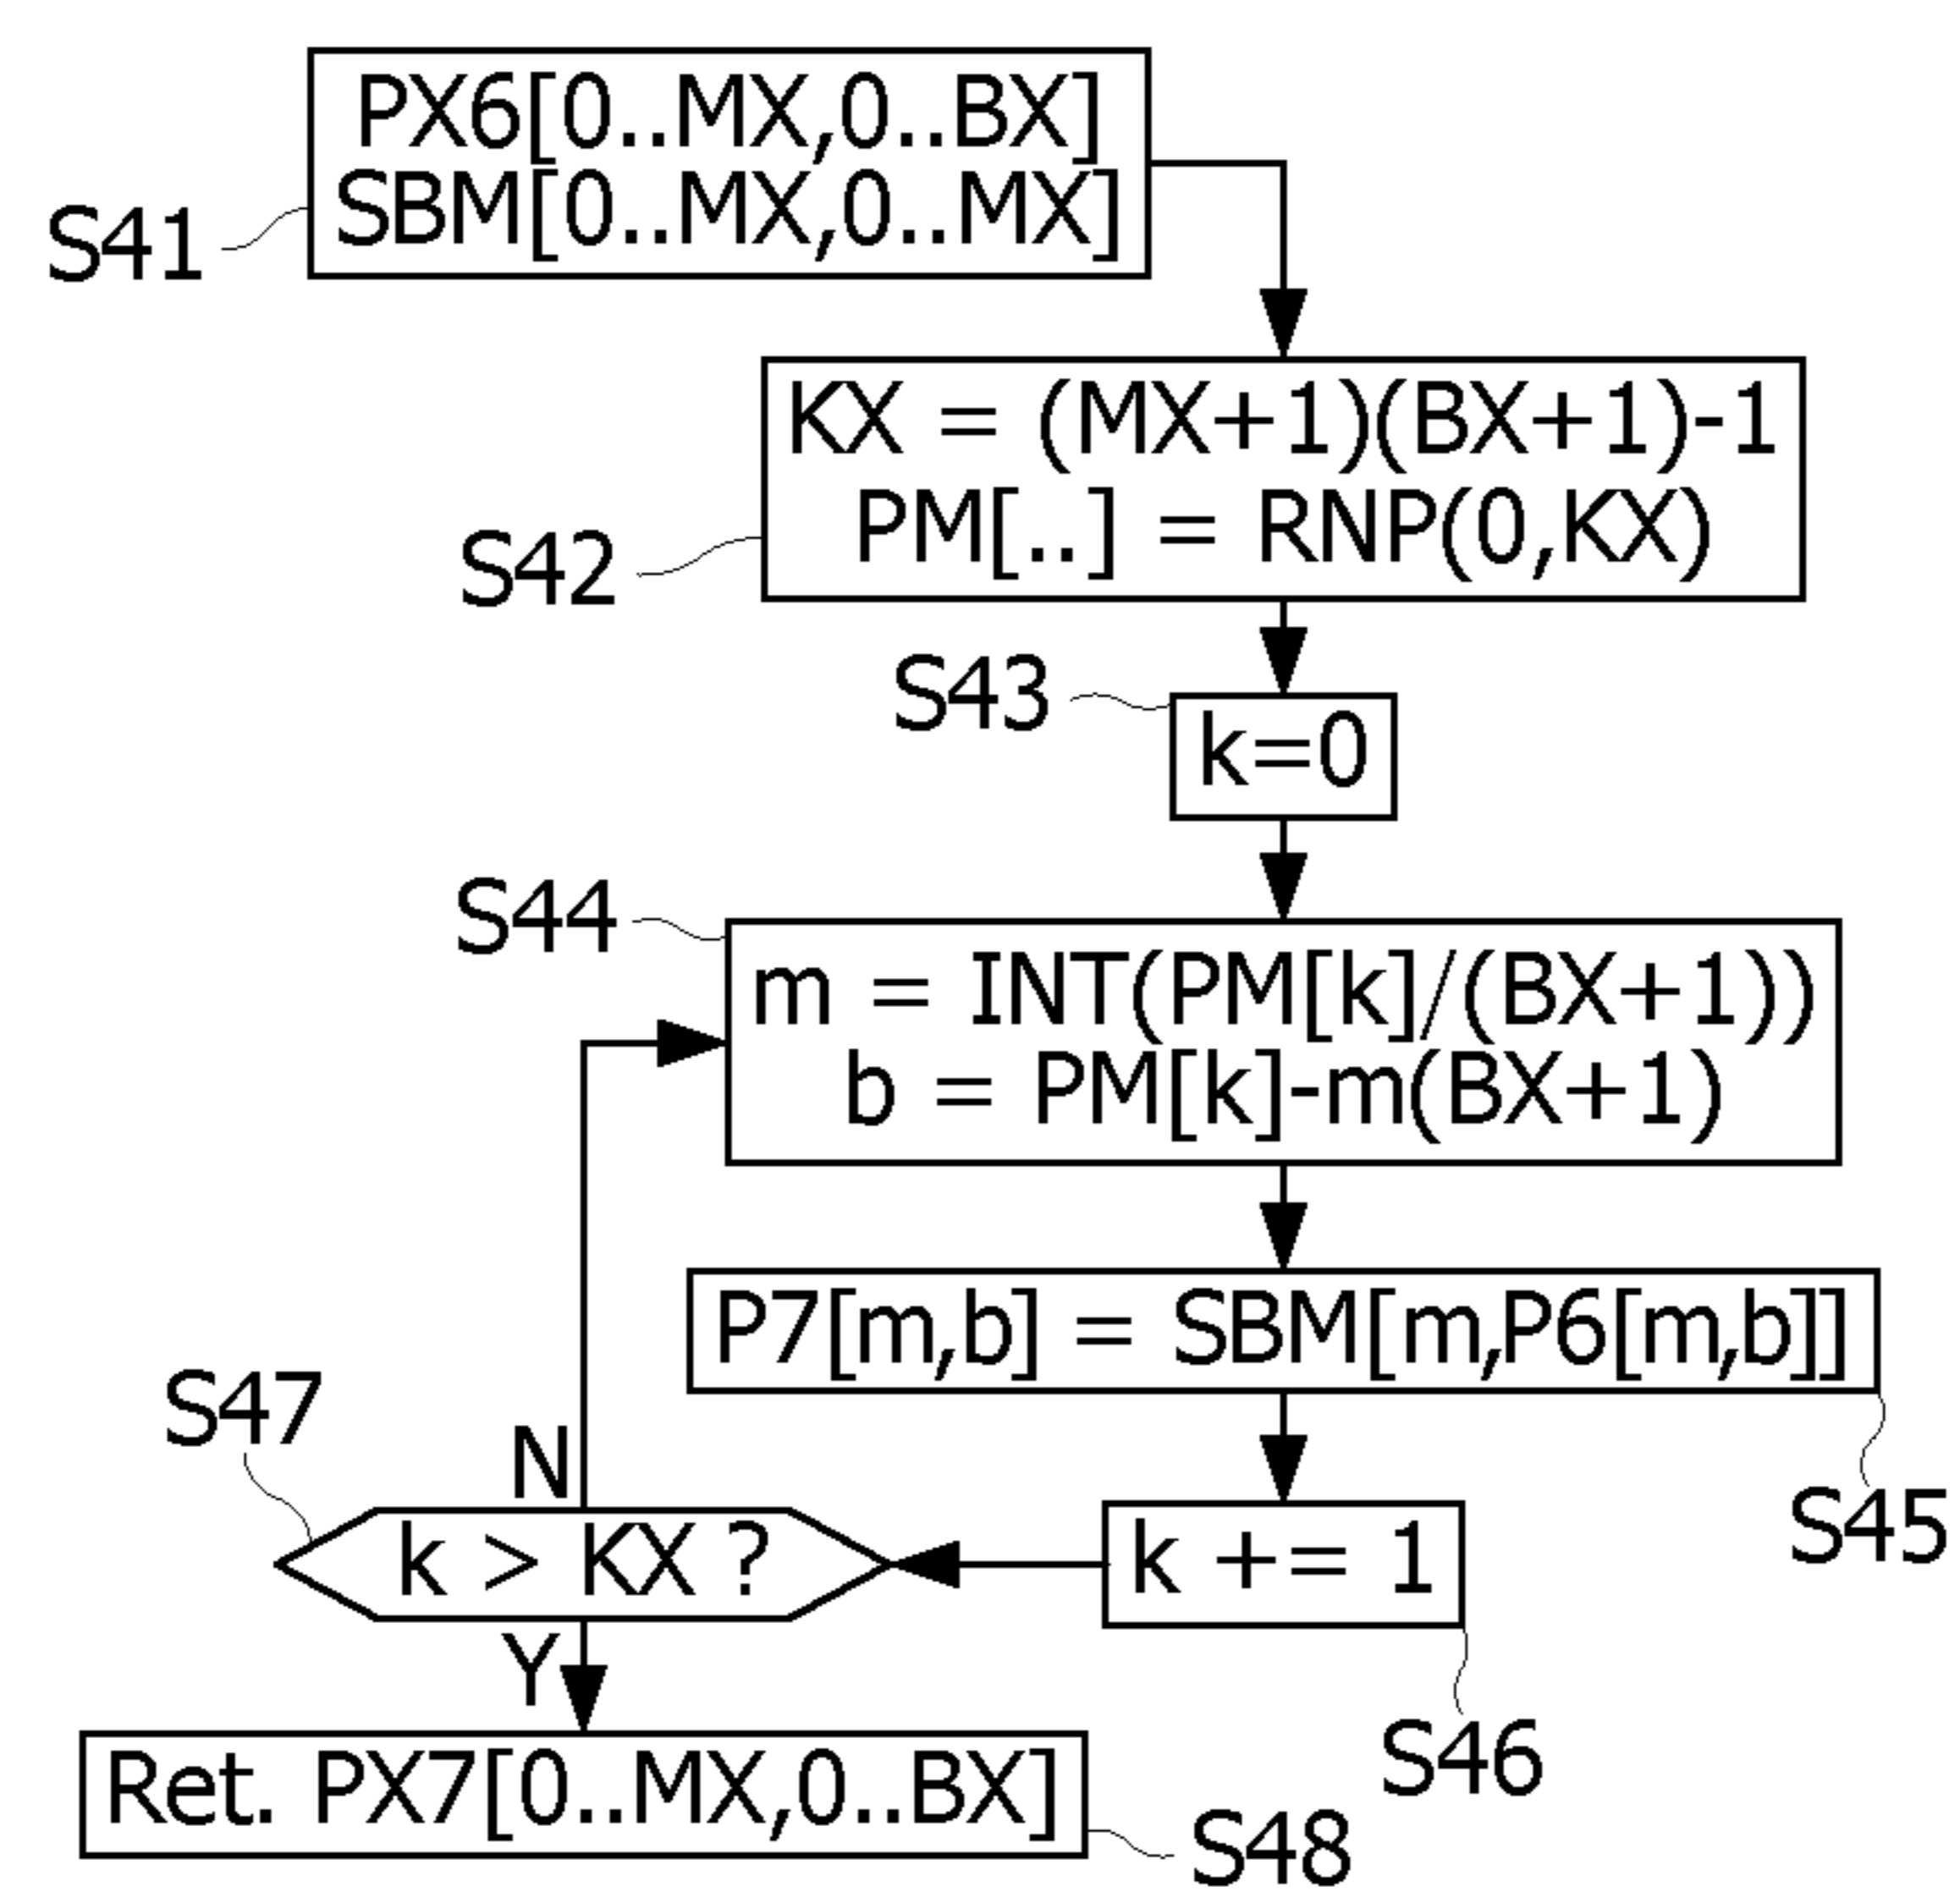 PX6[0..MX,0..BX]
SBM[0..MX,0..MX]
S41
KX = (MX+1)(BX+1)-1
PM[..] = RNP(0,KX)
S42
S43
k=0
S44
m = INT(PM[k]/(BX+1))
b = PM[k]-m(BX+1)
P7[m,b] = SBM[m,P6[m,b]]
S45
k += 1
S46
S47
N
k > KX ?
Y
Ret. PX7[0..MX,0..BX]
S48